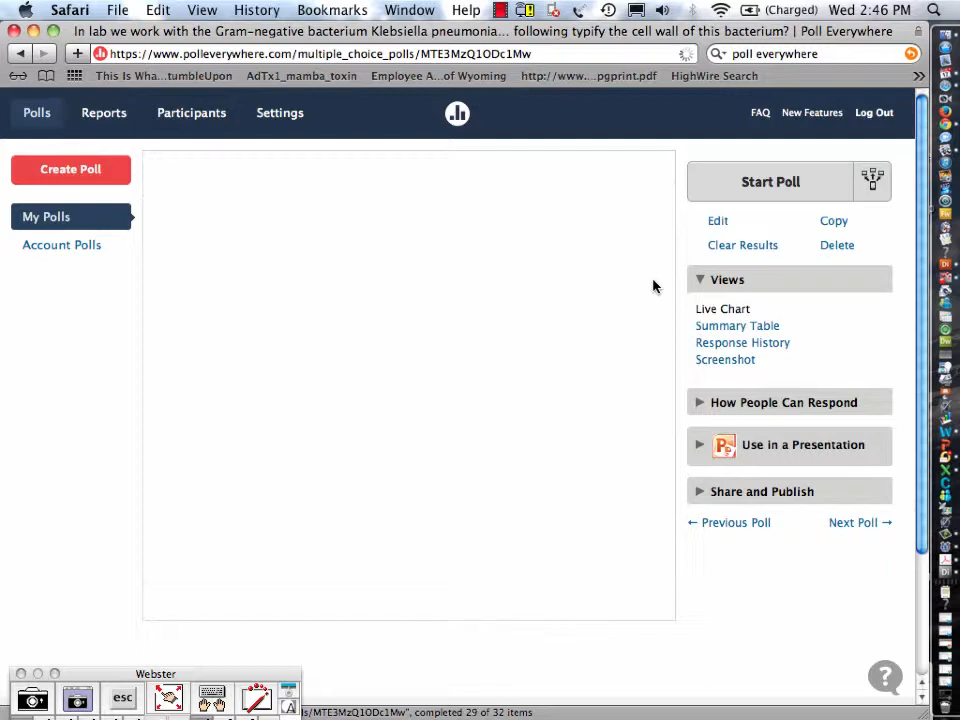 Safari File Edit View History Bookmarks Window Help (Charged) Wed 2:46 PM
In lab we work with the Gram-negative bacterium Klebsiella pneumonia... following typify the cell wall of this bacterium? | Poll Everywhere
https://www.polleverywhere.com/multiple_choice_polls/MTE3MzQ1ODc1Mw poll everywhere
This Is Wha...tumbleUpon AdTx1_mamba_toxin Employee A...of Wyoming http://www....pgprint.pdf HighWire Search
Polls Reports Participants Settings FAQ New Features Log Out
Create Poll
My Polls
Account Polls
Start Poll
Edit Copy
Clear Results Delete
Views
Live Chart
Summary Table
Response History
Screenshot
How People Can Respond
Use in a Presentation
Share and Publish
← Previous Poll Next Poll →
Webster
esc
ls/MTE3MzQ1ODc1Mw", completed 29 of 32 items